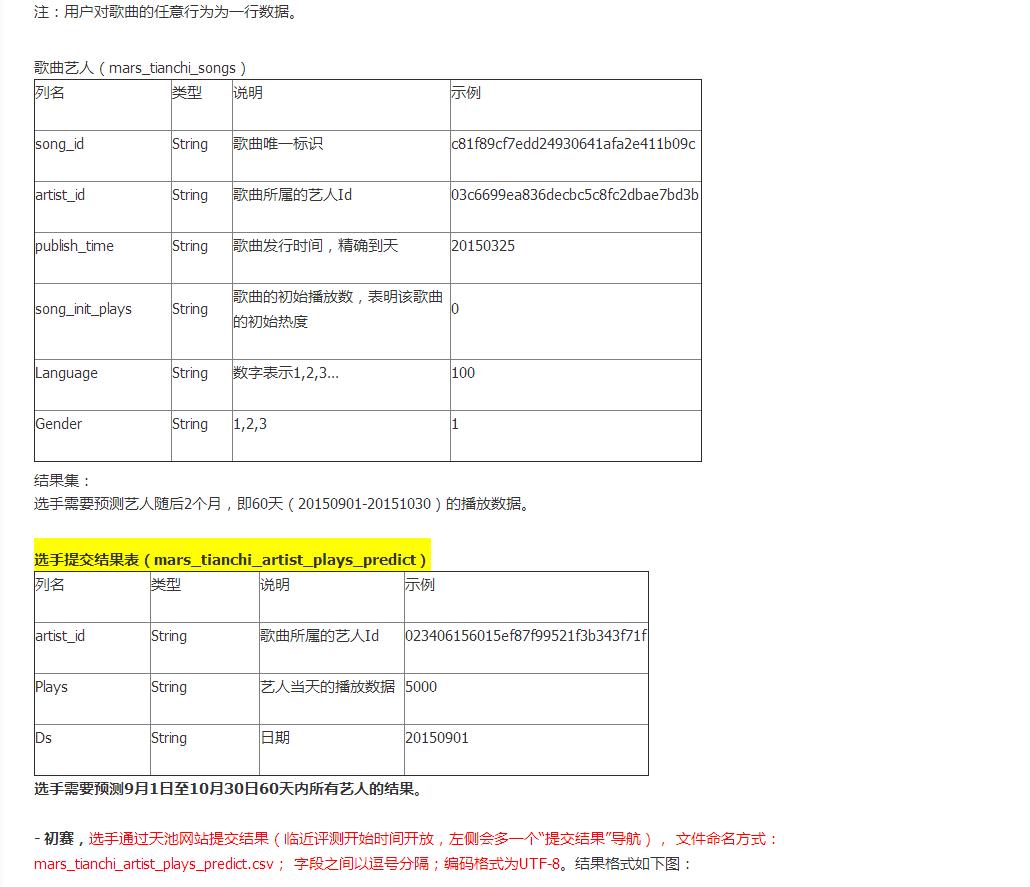 注：用户对歌曲的任意行为为一行数据。
歌曲艺人（mars_tianchi_songs）
列名 类型 说明 示例
song_id String 歌曲唯一标识 c81f89cf7edd24930641afa2e411b09c
artist_id String 歌曲所属的艺人Id 03c6699ea836decbc5c8fc2dbae7bd3b
publish_time String 歌曲发行时间，精确到天 20150325
song_init_plays String 歌曲的初始播放数，表明该歌曲 0
的初始热度
Language String 数字表示1,2,3... 100
Gender String 1,2,3 1
结果集：
选手需要预测艺人随后2个月，即60天（20150901-20151030）的播放数据。
选手提交结果表（mars_tianchi_artist_plays_predict）
列名 类型 说明 示例
artist_id String 歌曲所属的艺人Id 023406156015ef87f99521f3b343f71f
Plays String 艺人当天的播放数据 5000
Ds String 日期 20150901
选手需要预测9月1日至10月30日60天内所有艺人的结果。
- 初赛，选手通过天池网站提交结果（临近评测开始时间开放，左侧会多一个“提交结果”导航），文件命名方式：
mars_tianchi_artist_plays_predict.csv； 字段之间以逗号分隔；编码格式为UTF-8。结果格式如下图：